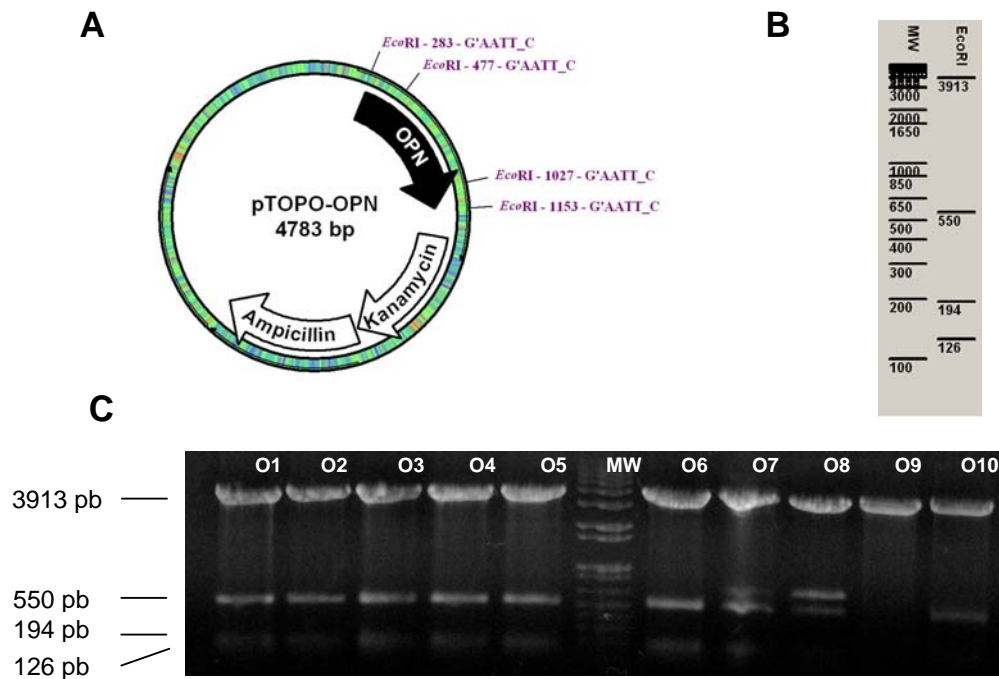 A
EcoRI - 283 - G'AATT_C
EcoRI - 477 - G'AATT_C
OPN
EcoRI - 1027 - G'AATT_C
EcoRI - 1153 - G'AATT_C
pTOPO-OPN
4783 bp
Kanamycin
Ampicillin
B
MW
EcoRI
3000
2000
1650
1000
850
650
500
400
300
200
100
3913
550
194
126
C
O1 O2 O3 O4 O5 MW O6 O7 O8 O9 O10
3913 pb
550 pb
194 pb
126 pb